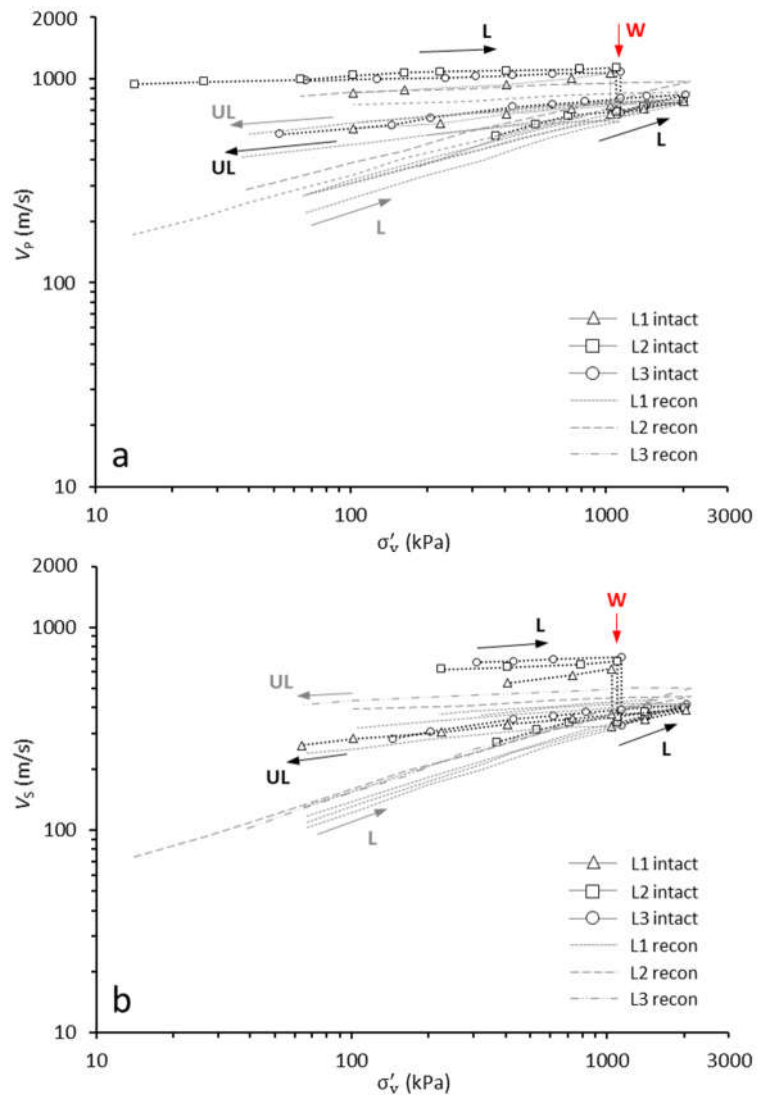 2000
W
L
1000
UL
UL
L
L
Vₚ (m/s)
100
L1 intact
L2 intact
L3 intact
L1 recon
L2 recon
L3 recon
a
10
10 100 1000 3000
σ′ᵥ (kPa)
2000
W
L
1000
UL
UL
L
L
Vₛ (m/s)
100
L1 intact
L2 intact
L3 intact
L1 recon
L2 recon
L3 recon
b
10
10 100 1000 3000
σ′ᵥ (kPa)